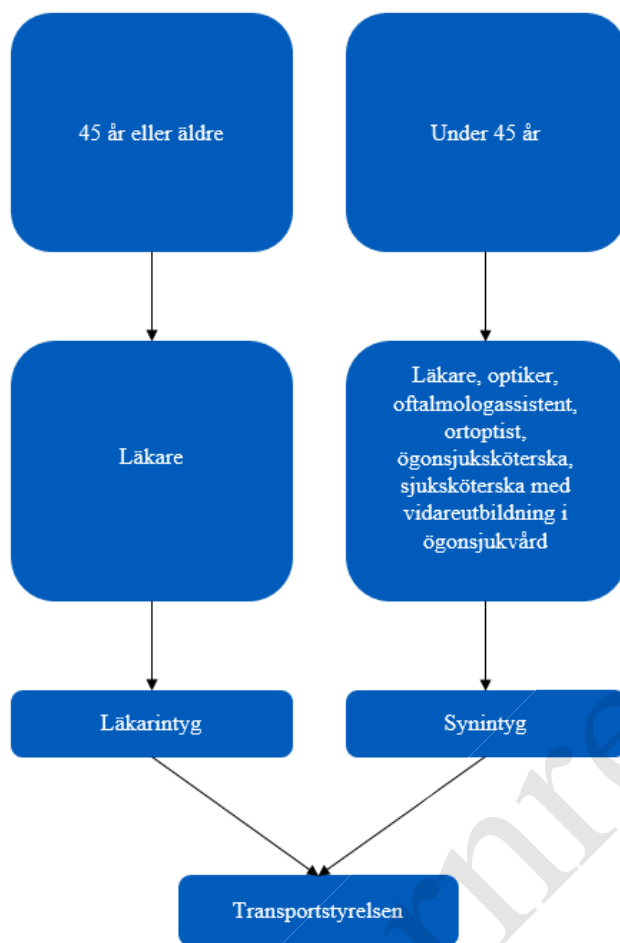 45 år eller äldre
Under 45 år
Läkare
Läkare, optiker,
oftalmologassistent,
ortoptist,
ögonsjuksköterska,
sjuksköterska med
vidareutbildning i
ögonsjukvård
Läkarintyg
Synintyg
Transportstyrelsen